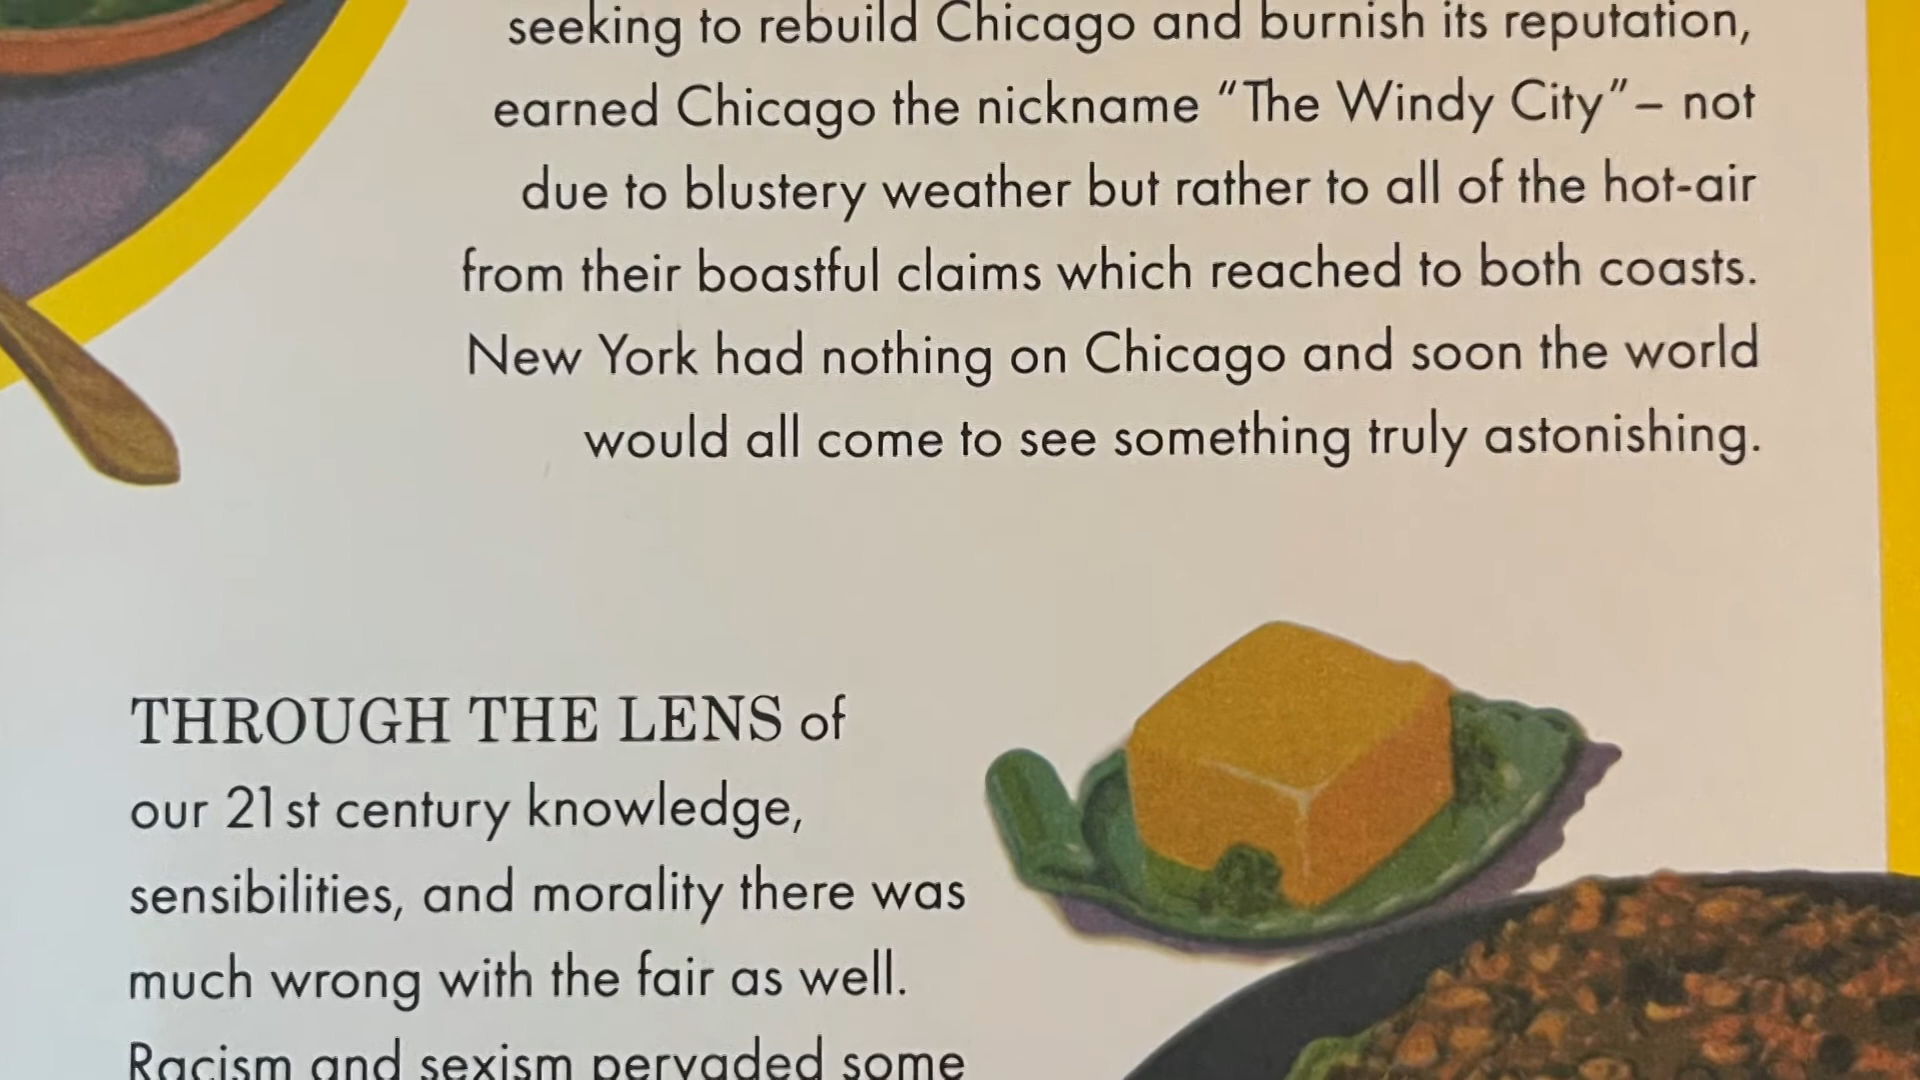 seeking to rebuild Chicago and burnish its reputation,
earned Chicago the nickname “The Windy City”– not
due to blustery weather but rather to all of the hot-air
from their boastful claims which reached to both coasts.
New York had nothing on Chicago and soon the world
would all come to see something truly astonishing.
THROUGH THE LENS of
our 21st century knowledge,
sensibilities, and morality there was
much wrong with the fair as well.
Racism and sexism pervaded some